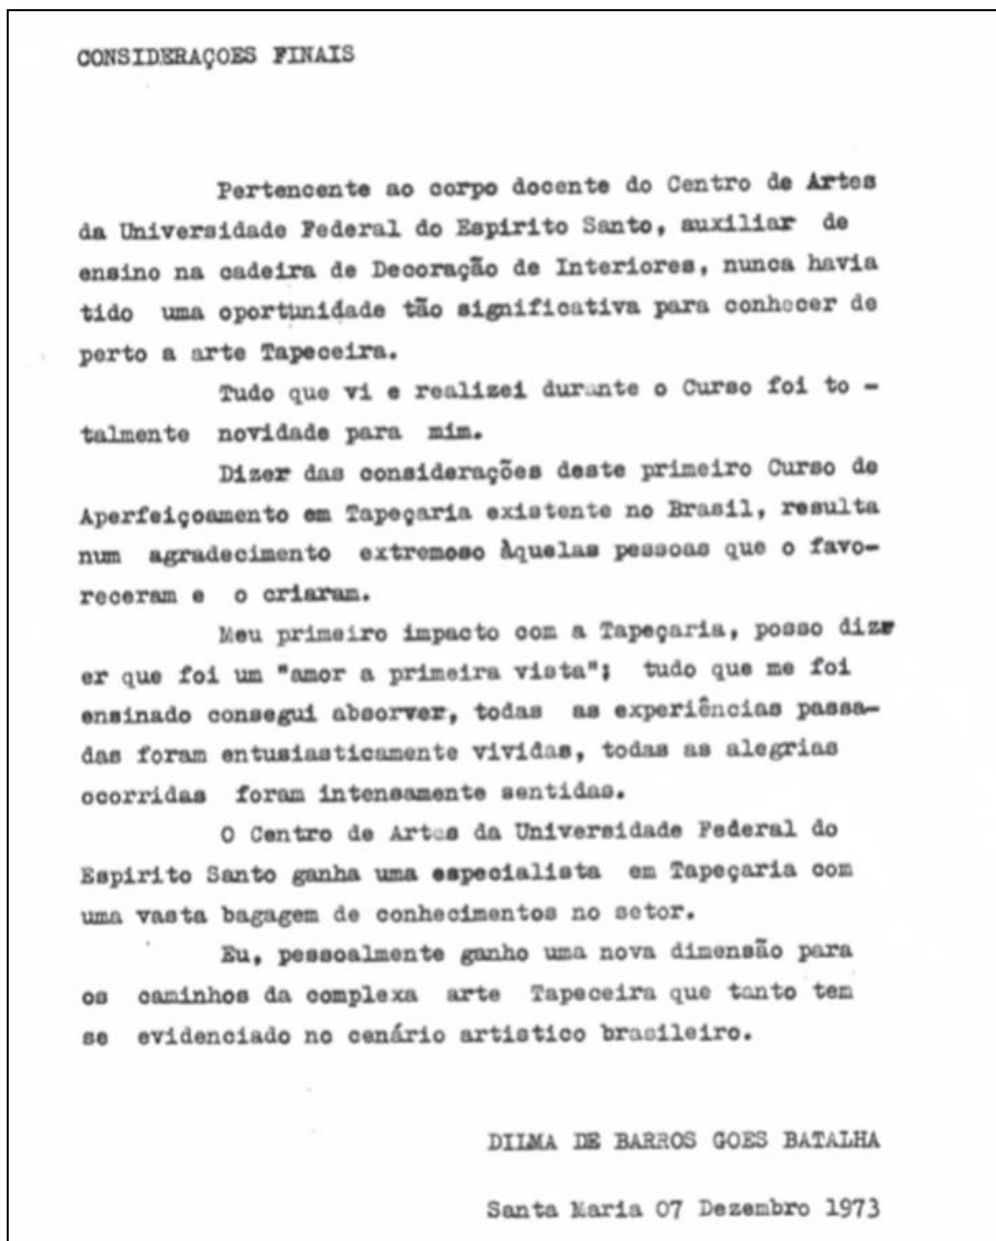 CONSIDERAÇOES FINAIS
Pertencente ao corpo docente do Centro de Artes
da Universidade Federal do Espirito Santo, auxiliar de
ensino na cadeira de Decoração de Interiores, nunca havia
tido uma oportunidade tão significativa para conhecer de
perto a arte Tapeceira.
Tudo que vi e realizei durante o Curso foi to -
talmente novidade para mim.
Dizer das considerações deste primeiro Curso de
Aperfeiçoamento em Tapeçaria existente no Brasil, resulta
num agradecimento extremoso àquelas pessoas que o favo-
receram e o criaram.
Meu primeiro impacto com a Tapeçaria, posso diz
er que foi um "amor a primeira vista"; tudo que me foi
ensinado consegui absorver, todas as experiências passa-
das foram entusiasticamente vividas, todas as alegrias
ocorridas foram intensamente sentidas.
O Centro de Artes da Universidade Federal do
Espirito Santo ganha uma especialista em Tapeçaria com
uma vasta bagagem de conhecimentos no setor.
Eu, pessoalmente ganho uma nova dimensão para
os caminhos da complexa arte Tapeceira que tanto tem
se evidenciado no cenário artistico brasileiro.
DILMA DE BARROS GOES BATALHA
Santa Maria 07 Dezembro 1973